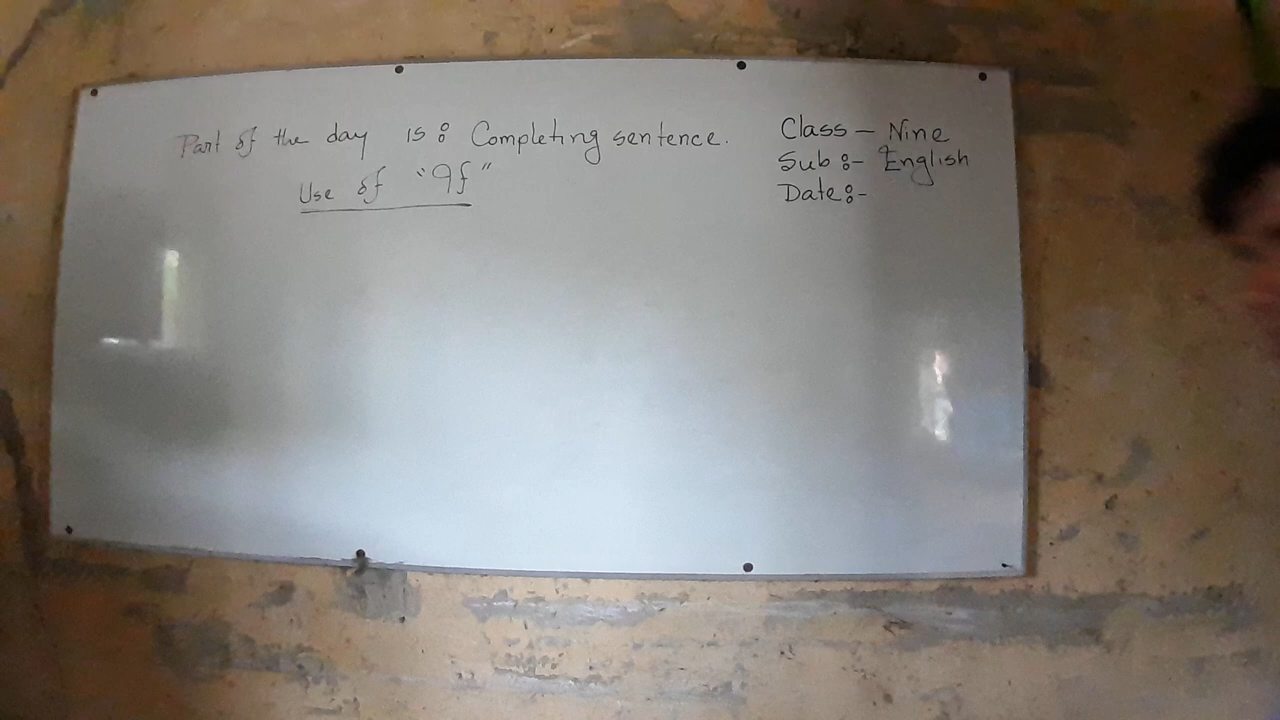 Part of the day is: Completing sentence.
Use of "If"
Class - Nine
Sub :- English
Date:-